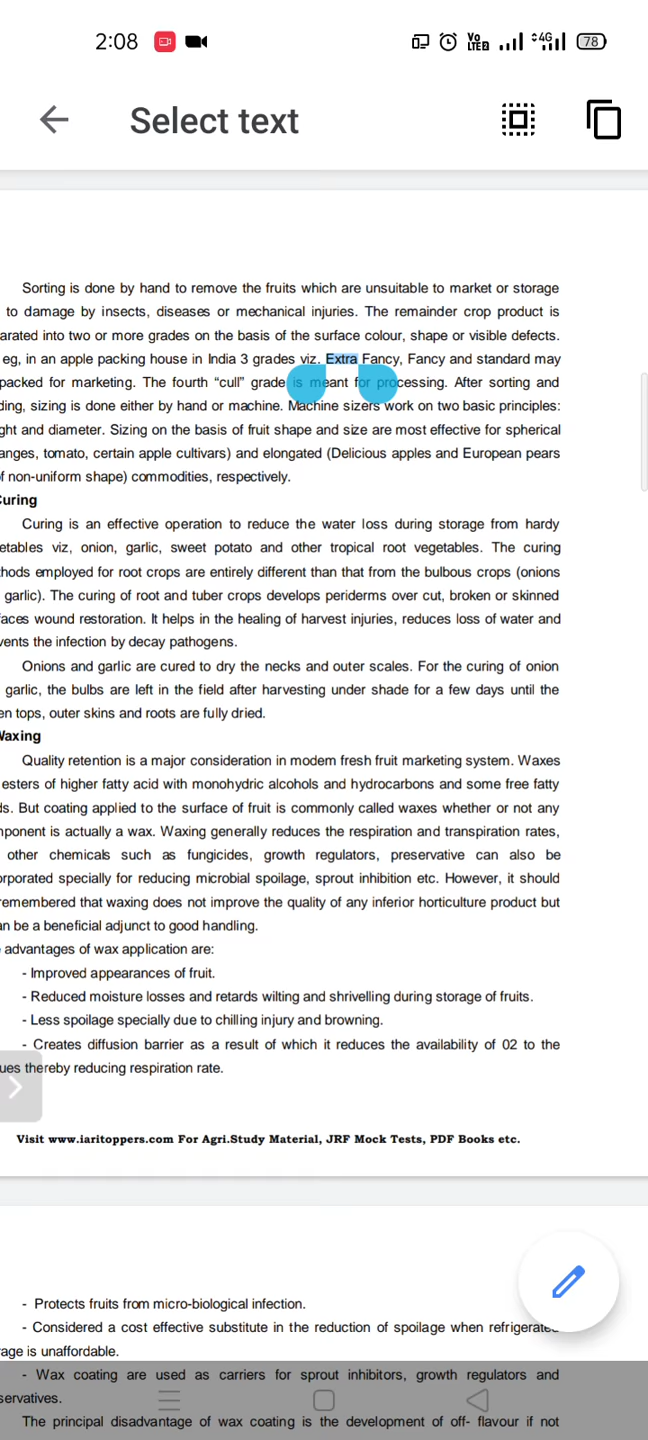 2:08 Vo LTE2 4G 78
Select text
Sorting is done by hand to remove the fruits which are unsuitable to market or storage
to damage by insects, diseases or mechanical injuries. The remainder crop product is
arated into two or more grades on the basis of the surface colour, shape or visible defects.
eg, in an apple packing house in India 3 grades viz. Extra Fancy, Fancy and standard may
packed for marketing. The fourth “cull” grade is meant for processing. After sorting and
ding, sizing is done either by hand or machine. Machine sizers work on two basic principles:
ght and diameter. Sizing on the basis of fruit shape and size are most effective for spherical
anges, tomato, certain apple cultivars) and elongated (Delicious apples and European pears
f non-uniform shape) commodities, respectively.
Curing
Curing is an effective operation to reduce the water loss during storage from hardy
etables viz, onion, garlic, sweet potato and other tropical root vegetables. The curing
thods employed for root crops are entirely different than that from the bulbous crops (onions
garlic). The curing of root and tuber crops develops periderms over cut, broken or skinned
faces wound restoration. It helps in the healing of harvest injuries, reduces loss of water and
vents the infection by decay pathogens.
Onions and garlic are cured to dry the necks and outer scales. For the curing of onion
garlic, the bulbs are left in the field after harvesting under shade for a few days until the
en tops, outer skins and roots are fully dried.
Waxing
Quality retention is a major consideration in modem fresh fruit marketing system. Waxes
esters of higher fatty acid with monohydric alcohols and hydrocarbons and some free fatty
ds. But coating applied to the surface of fruit is commonly called waxes whether or not any
nponent is actually a wax. Waxing generally reduces the respiration and transpiration rates,
other chemicals such as fungicides, growth regulators, preservative can also be
orporated specially for reducing microbial spoilage, sprout inhibition etc. However, it should
remembered that waxing does not improve the quality of any inferior horticulture product but
an be a beneficial adjunct to good handling.
e advantages of wax application are:
- Improved appearances of fruit.
- Reduced moisture losses and retards wilting and shrivelling during storage of fruits.
- Less spoilage specially due to chilling injury and browning.
- Creates diffusion barrier as a result of which it reduces the availability of 02 to the
ues thereby reducing respiration rate.
Visit www.iaritoppers.com For Agri.Study Material, JRF Mock Tests, PDF Books etc.
- Protects fruits from micro-biological infection.
- Considered a cost effective substitute in the reduction of spoilage when refrigerated
rage is unaffordable.
- Wax coating are used as carriers for sprout inhibitors, growth regulators and
servatives.
The principal disadvantage of wax coating is the development of off- flavour if not